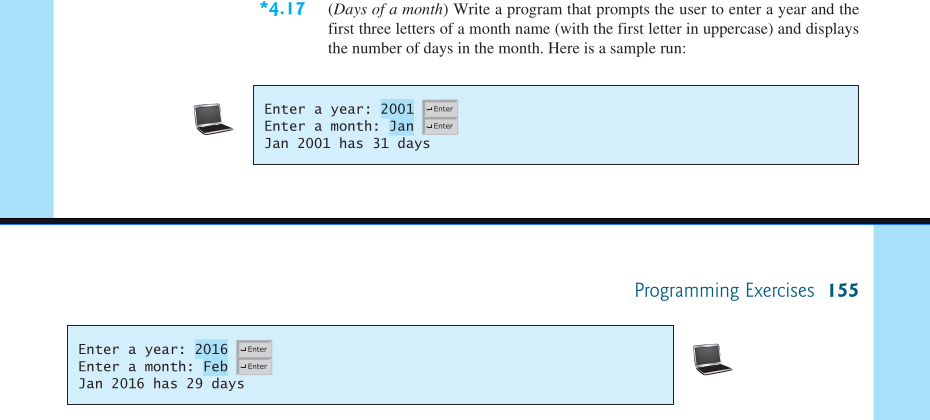 *4.17 (Days of a month) Write a program that prompts the user to enter a year and the
first three letters of a month name (with the first letter in uppercase) and displays
the number of days in the month. Here is a sample run:
Enter a year: 2001 ↵Enter
Enter a month: Jan ↵Enter
Jan 2001 has 31 days
Programming Exercises 155
Enter a year: 2016 ↵Enter
Enter a month: Feb ↵Enter
Jan 2016 has 29 days